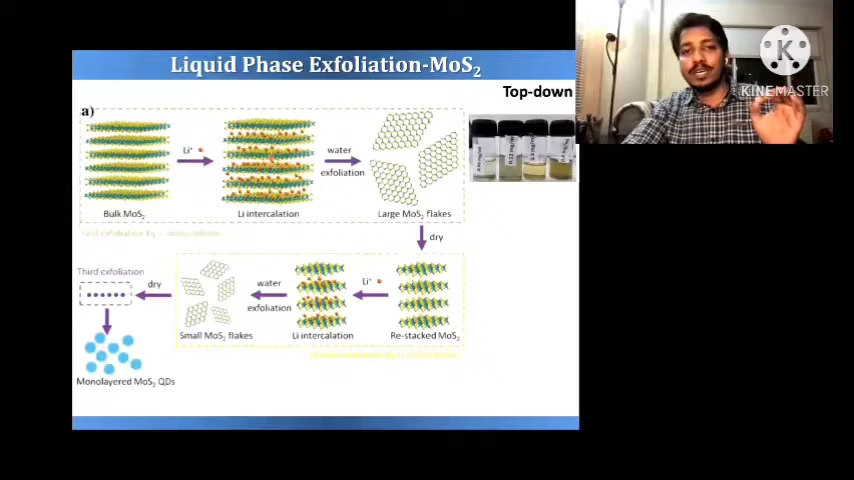 Liquid Phase Exfoliation-MoS₂
Top-down
KINEMASTER
a)
Li⁺
water
exfoliation
Bulk MoS₂
Li intercalation
Large MoS₂ flakes
dry
Third exfoliation
dry
water
exfoliation
Li⁺
Small MoS₂ flakes
Li intercalation
Re-stacked MoS₂
Monolayered MoS₂ QDs